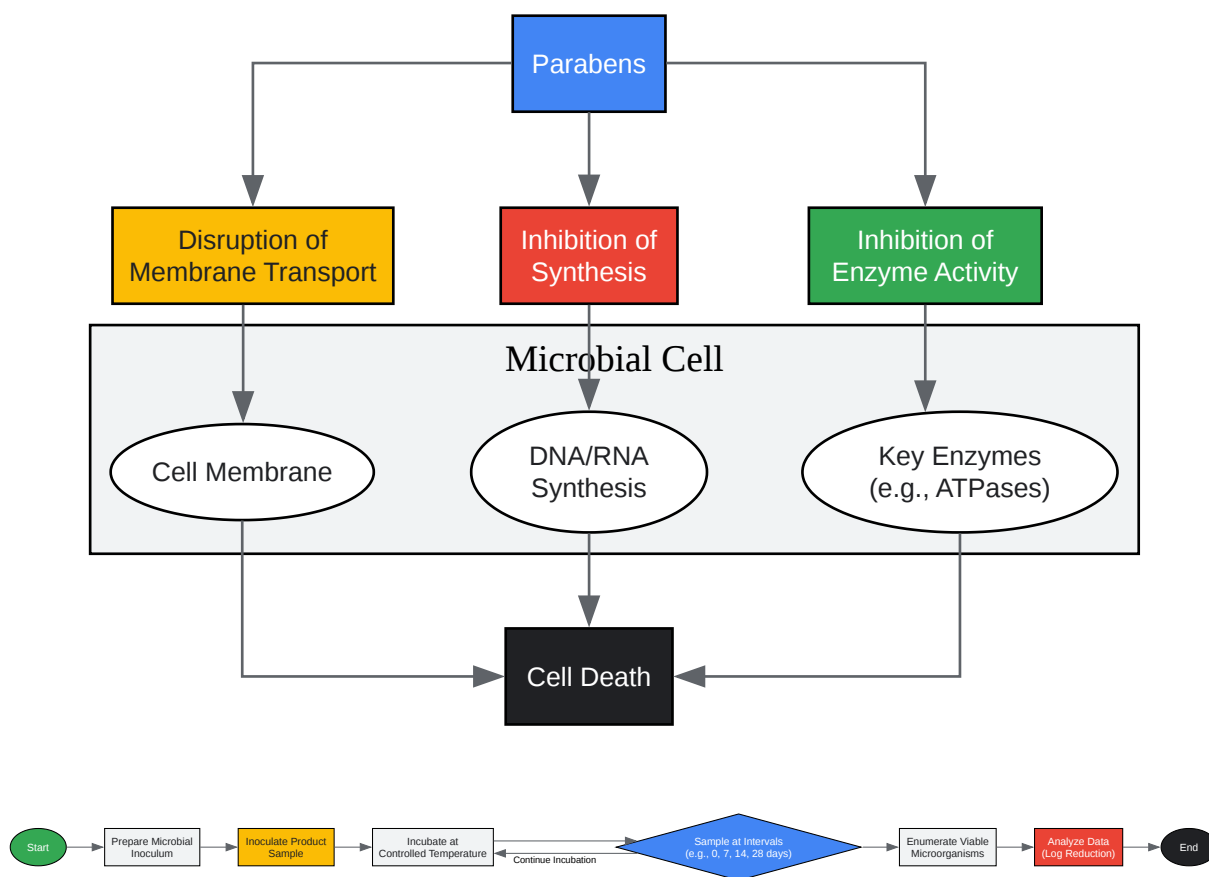 Parabens
Disruption of
Membrane Transport
Inhibition of
Synthesis
Inhibition of
Enzyme Activity
Microbial Cell
Cell Membrane
DNA/RNA
Synthesis
Key Enzymes
(e.g., ATPases)
Cell Death
Start
Prepare Microbial
Inoculum
Inoculate Product
Sample
Incubate at
Controlled Temperature
Continue Incubation
Sample at Intervals
(e.g., 0, 7, 14, 28 days)
Enumerate Viable
Microorganisms
Analyze Data
(Log Reduction)
End